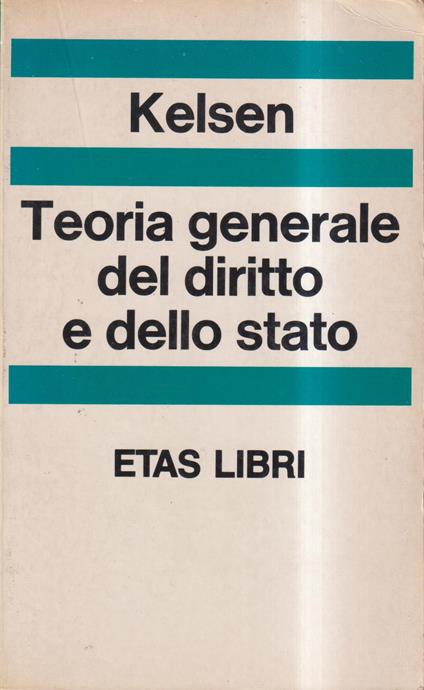 Kelsen
Teoria generale
del diritto
e dello stato
ETAS LIBRI